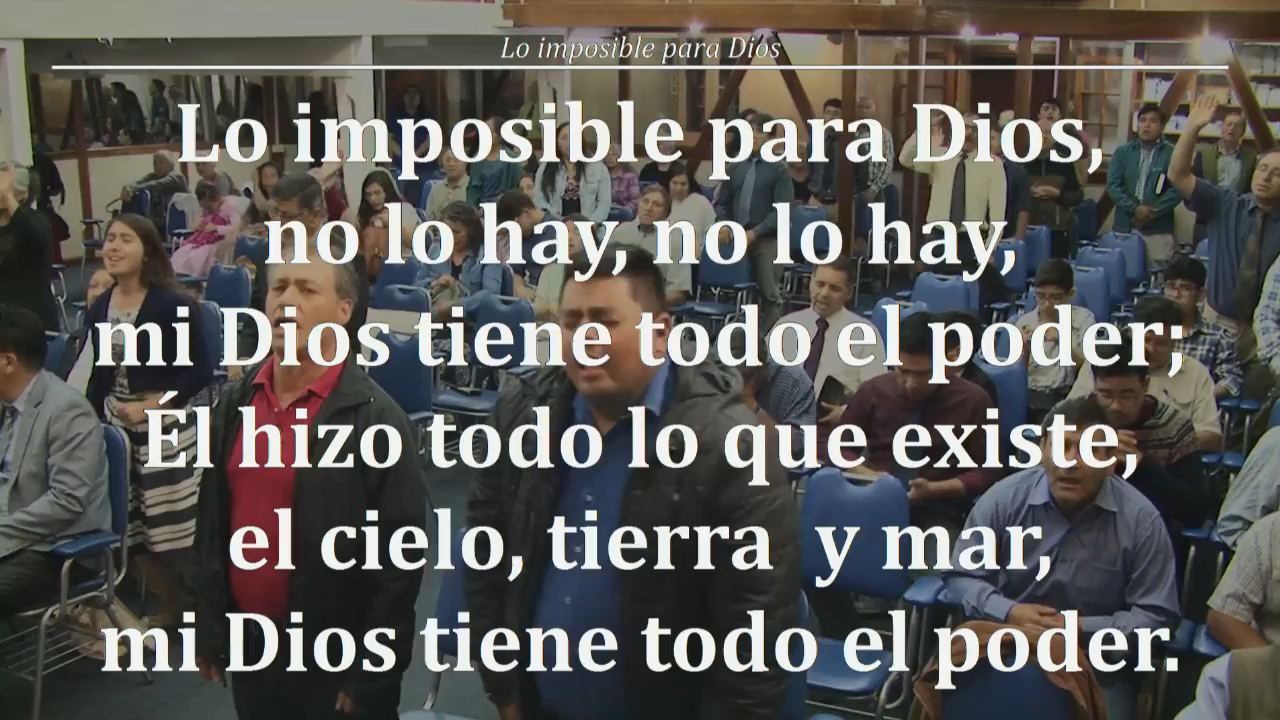 Lo imposible para Dios
Lo imposible para Dios,
no lo hay, no lo hay,
mi Dios tiene todo el poder;
Él hizo todo lo que existe,
el cielo, tierra y mar,
mi Dios tiene todo el poder.